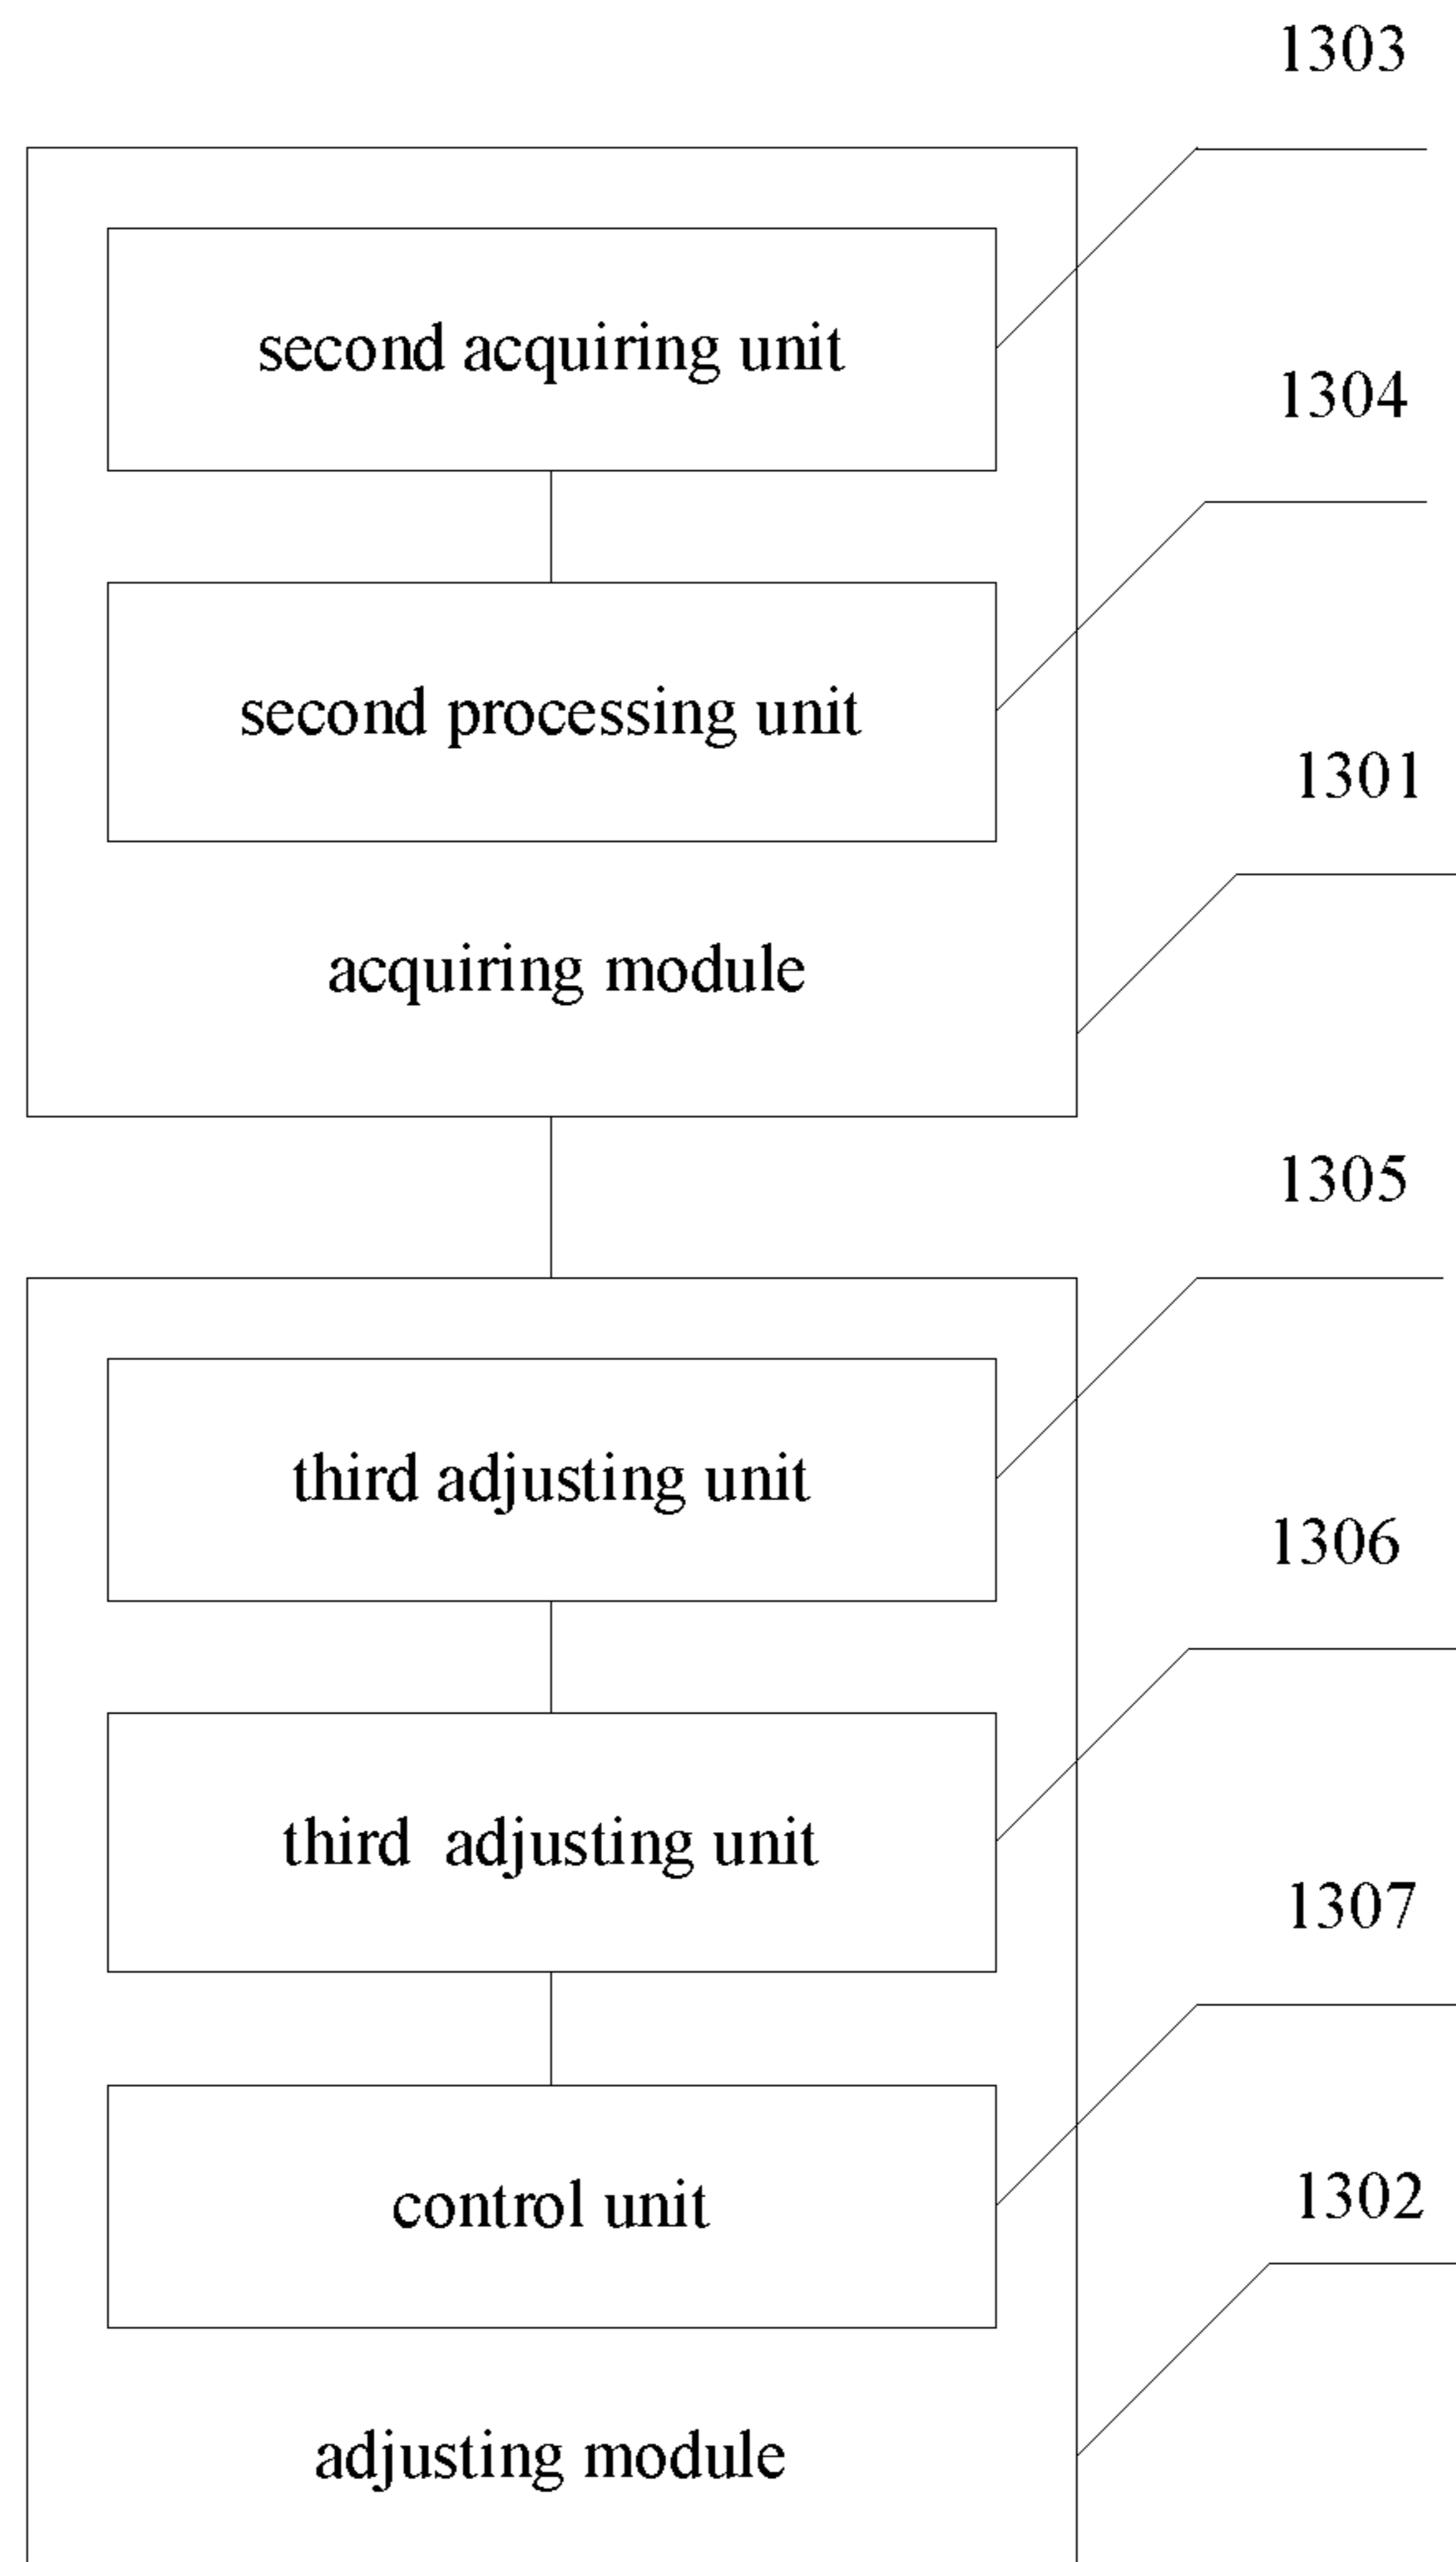 1303
second acquiring unit
1304
second processing unit
1301
acquiring module
1305
third adjusting unit
1306
third  adjusting unit
1307
control unit
1302
adjusting module